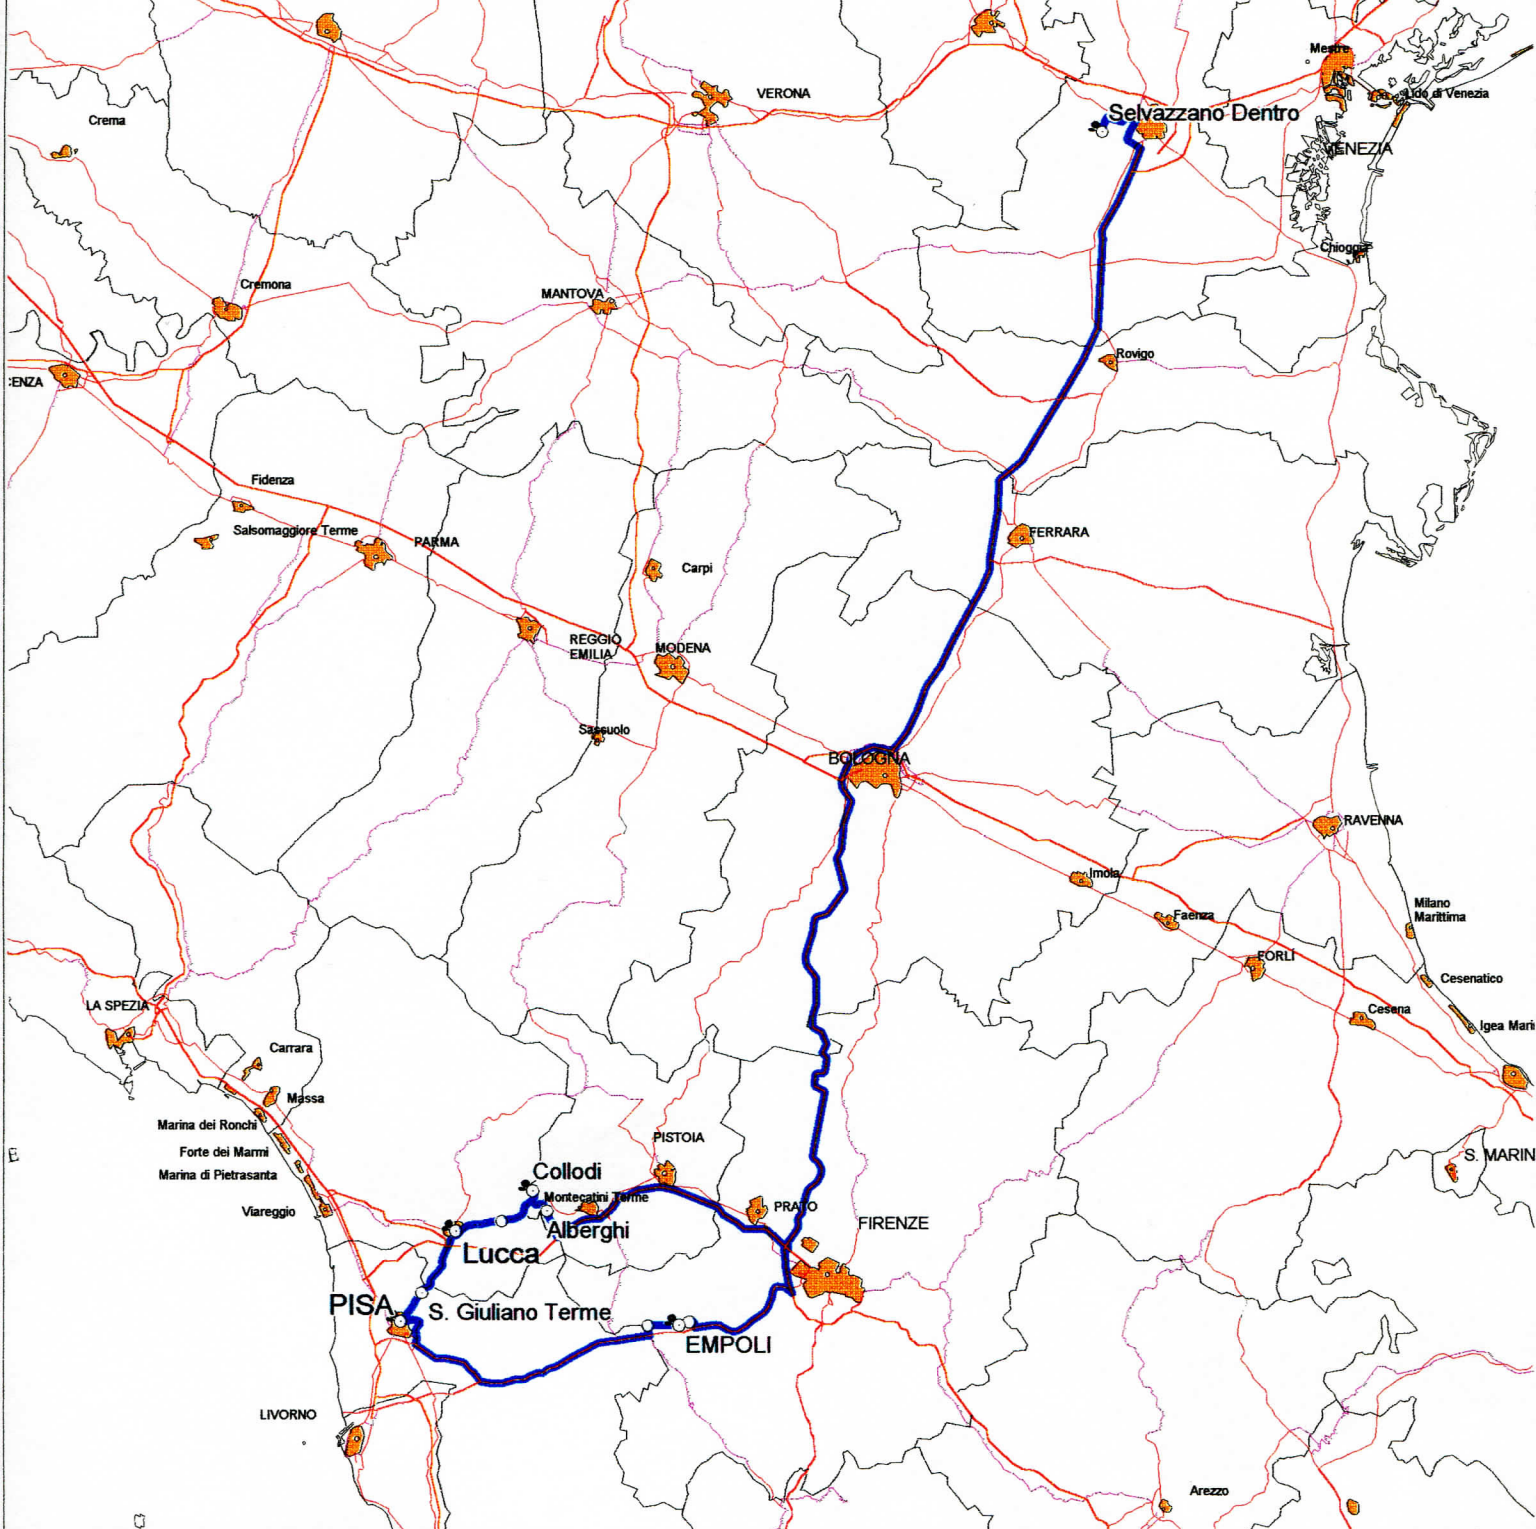 Mestre
VERONA
Lido di Venezia
Crema
Selvazzano Dentro
VENEZIA
Chioggia
Cremona
MANTOVA
Rovigo
:ENZA
Fidenza
Salsomaggiore Terme
PARMA
FERRARA
Carpi
REGGIO
EMILIA
MODENA
Sassuolo
BOLOGNA
RAVENNA
Imola
Milano
Marittima
Faenza
FORLÌ
Cesenatico
LA SPEZIA
Cesena
Igea Mari
Carrara
Massa
Marina dei Ronchi
PISTOIA
Forte dei Marmi
E
S. MARIN
Marina di Pietrasanta
Collodi
Montecatini Terme
Viareggio
PRATO
Alberghi
FIRENZE
Lucca
PISA
S. Giuliano Terme
EMPOLI
LIVORNO
Arezzo